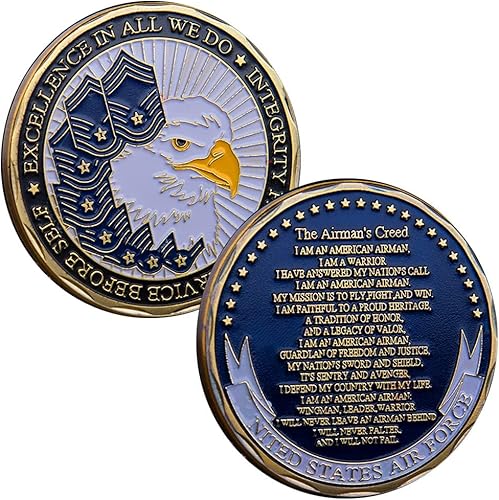 ★ EXCELLENCE IN ALL WE DO ★ INTEGRITY
SERVICE BEFORE SELF
The Airman's Creed
I AM AN AMERICAN AIRMAN,
I AM A WARRIOR
I HAVE ANSWERED MY NATION'S CALL
I AM AN AMERICAN AIRMAN.
MY MISSION IS TO FLY,FIGHT,AND WIN.
I AM FAITHFUL TO A PROUD HERITAGE,
A TRADITION OF HONOR,
AND A LEGACY OF VALOR,
I AM AN AMERICAN AIRMAN,
GUARDLAN OF FREEDOM AND JUSTICE,
MY NATION'S SWORD AND SHIELD,
IT'S SENTRY AND AVENGER,
I DEFEND MY COUNTRY WITH MY LIFE.
I AM AN AMERICAN AIRMAN:
WINGMAN, LEADER,WARRIOR
I WILL NEVER LEAVE AN AIRMAN BEHIND
I WILL NEVER FALTER,
AND I WILL NOT FAIL.
UNITED STATES AIR FORCE